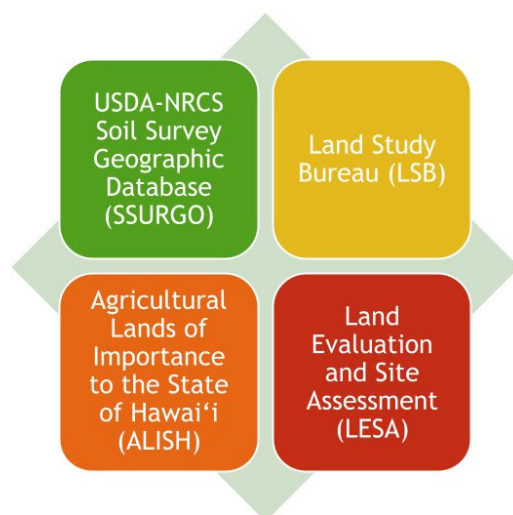 USDA-NRCS
Soil Survey
Geographic
Database
(SSURGO)
Land Study
Bureau (LSB)
Agricultural
Lands of
Importance
to the State
of Hawai‘i
(ALISH)
Land
Evaluation
and Site
Assessment
(LESA)